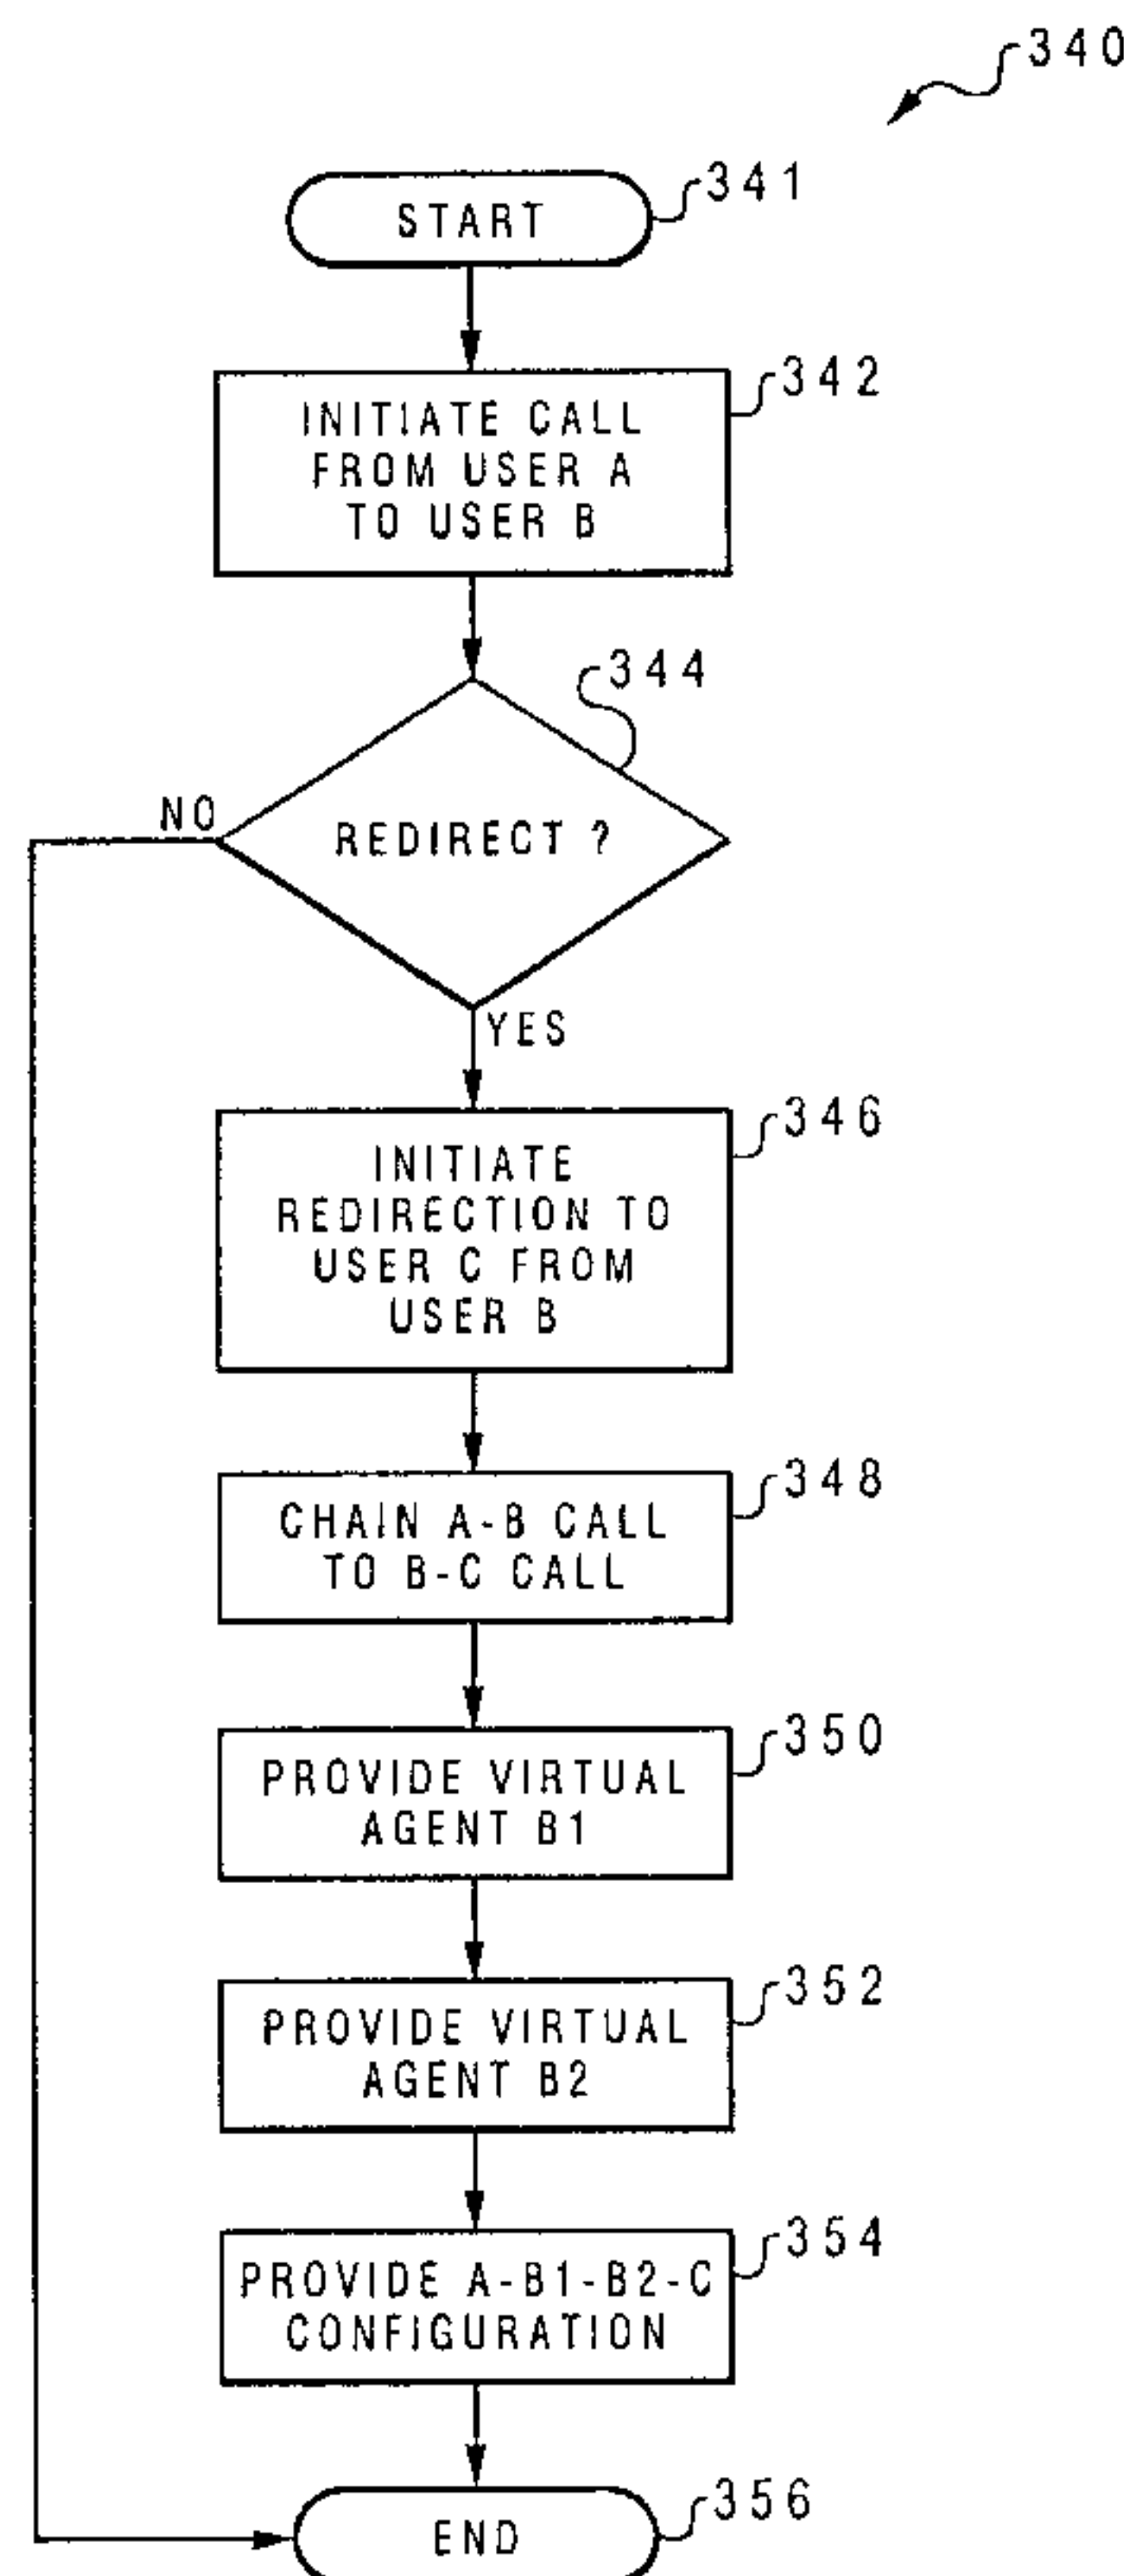 340
START
341
INITIATE CALL
FROM USER A
TO USER B
342
344
REDIRECT ?
NO
YES
INITIATE
REDIRECTION TO
USER C FROM
USER B
346
CHAIN A-B CALL
TO B-C CALL
348
PROVIDE VIRTUAL
AGENT B1
350
PROVIDE VIRTUAL
AGENT B2
352
PROVIDE A-B1-B2-C
CONFIGURATION
354
END
356